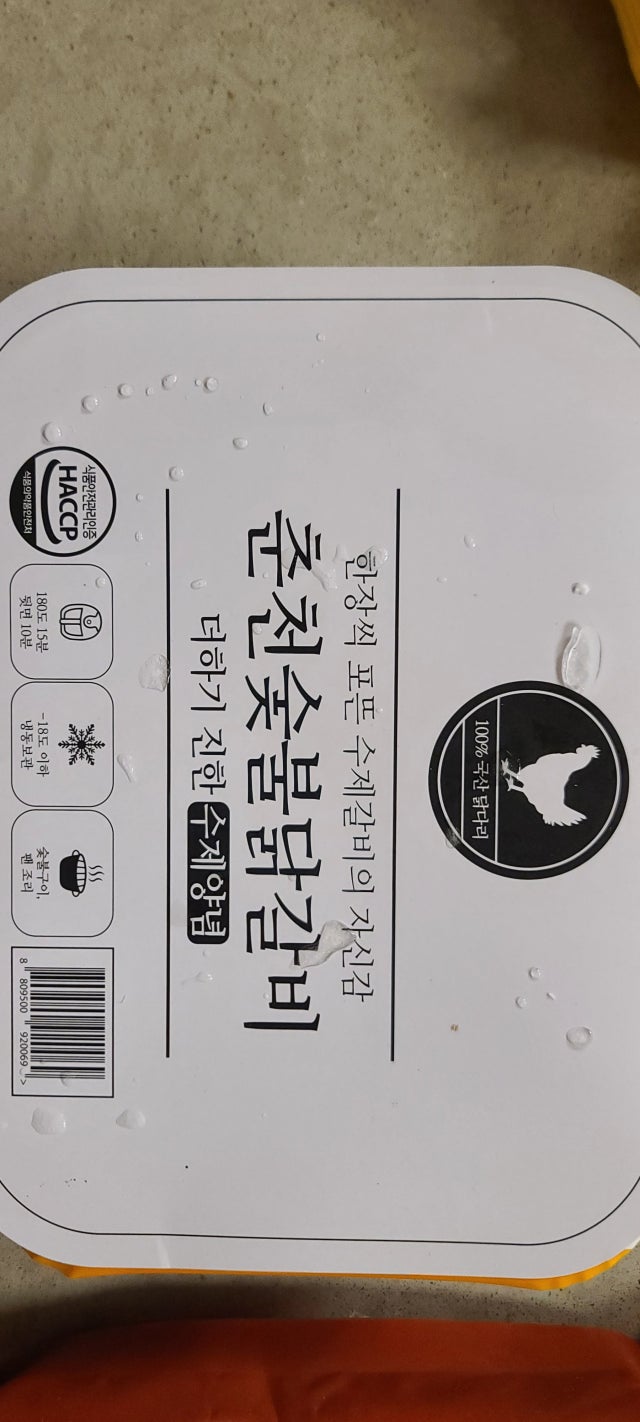 100% 국산 닭다리
한장씩 포뜬 수제갈비의 자신감
춘천숯불닭갈비
더하기 진한 수제양념
식품안전관리인증
HACCP
식품의약품안전처
180도 15분
뒷면 10분
-18도 이하
냉동보관
숯불구이,
팬 조리
8 809500 920069 >